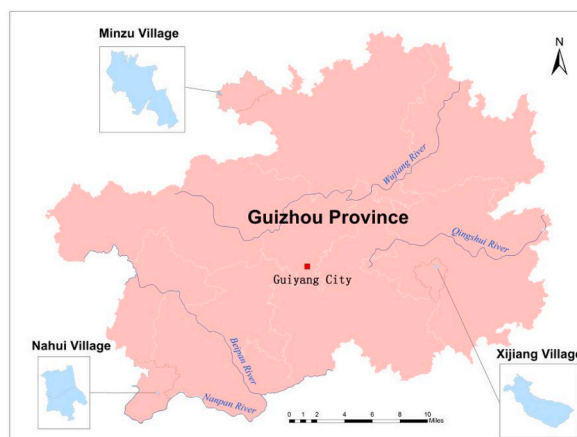 Minzu Village
N
Wujiang River
Guizhou Province
Qingshui River
Guiyang City
Nahui Village
Beipan River
Xijiang Village
Nanpan River
0 1 2 4 6 8 10
Miles